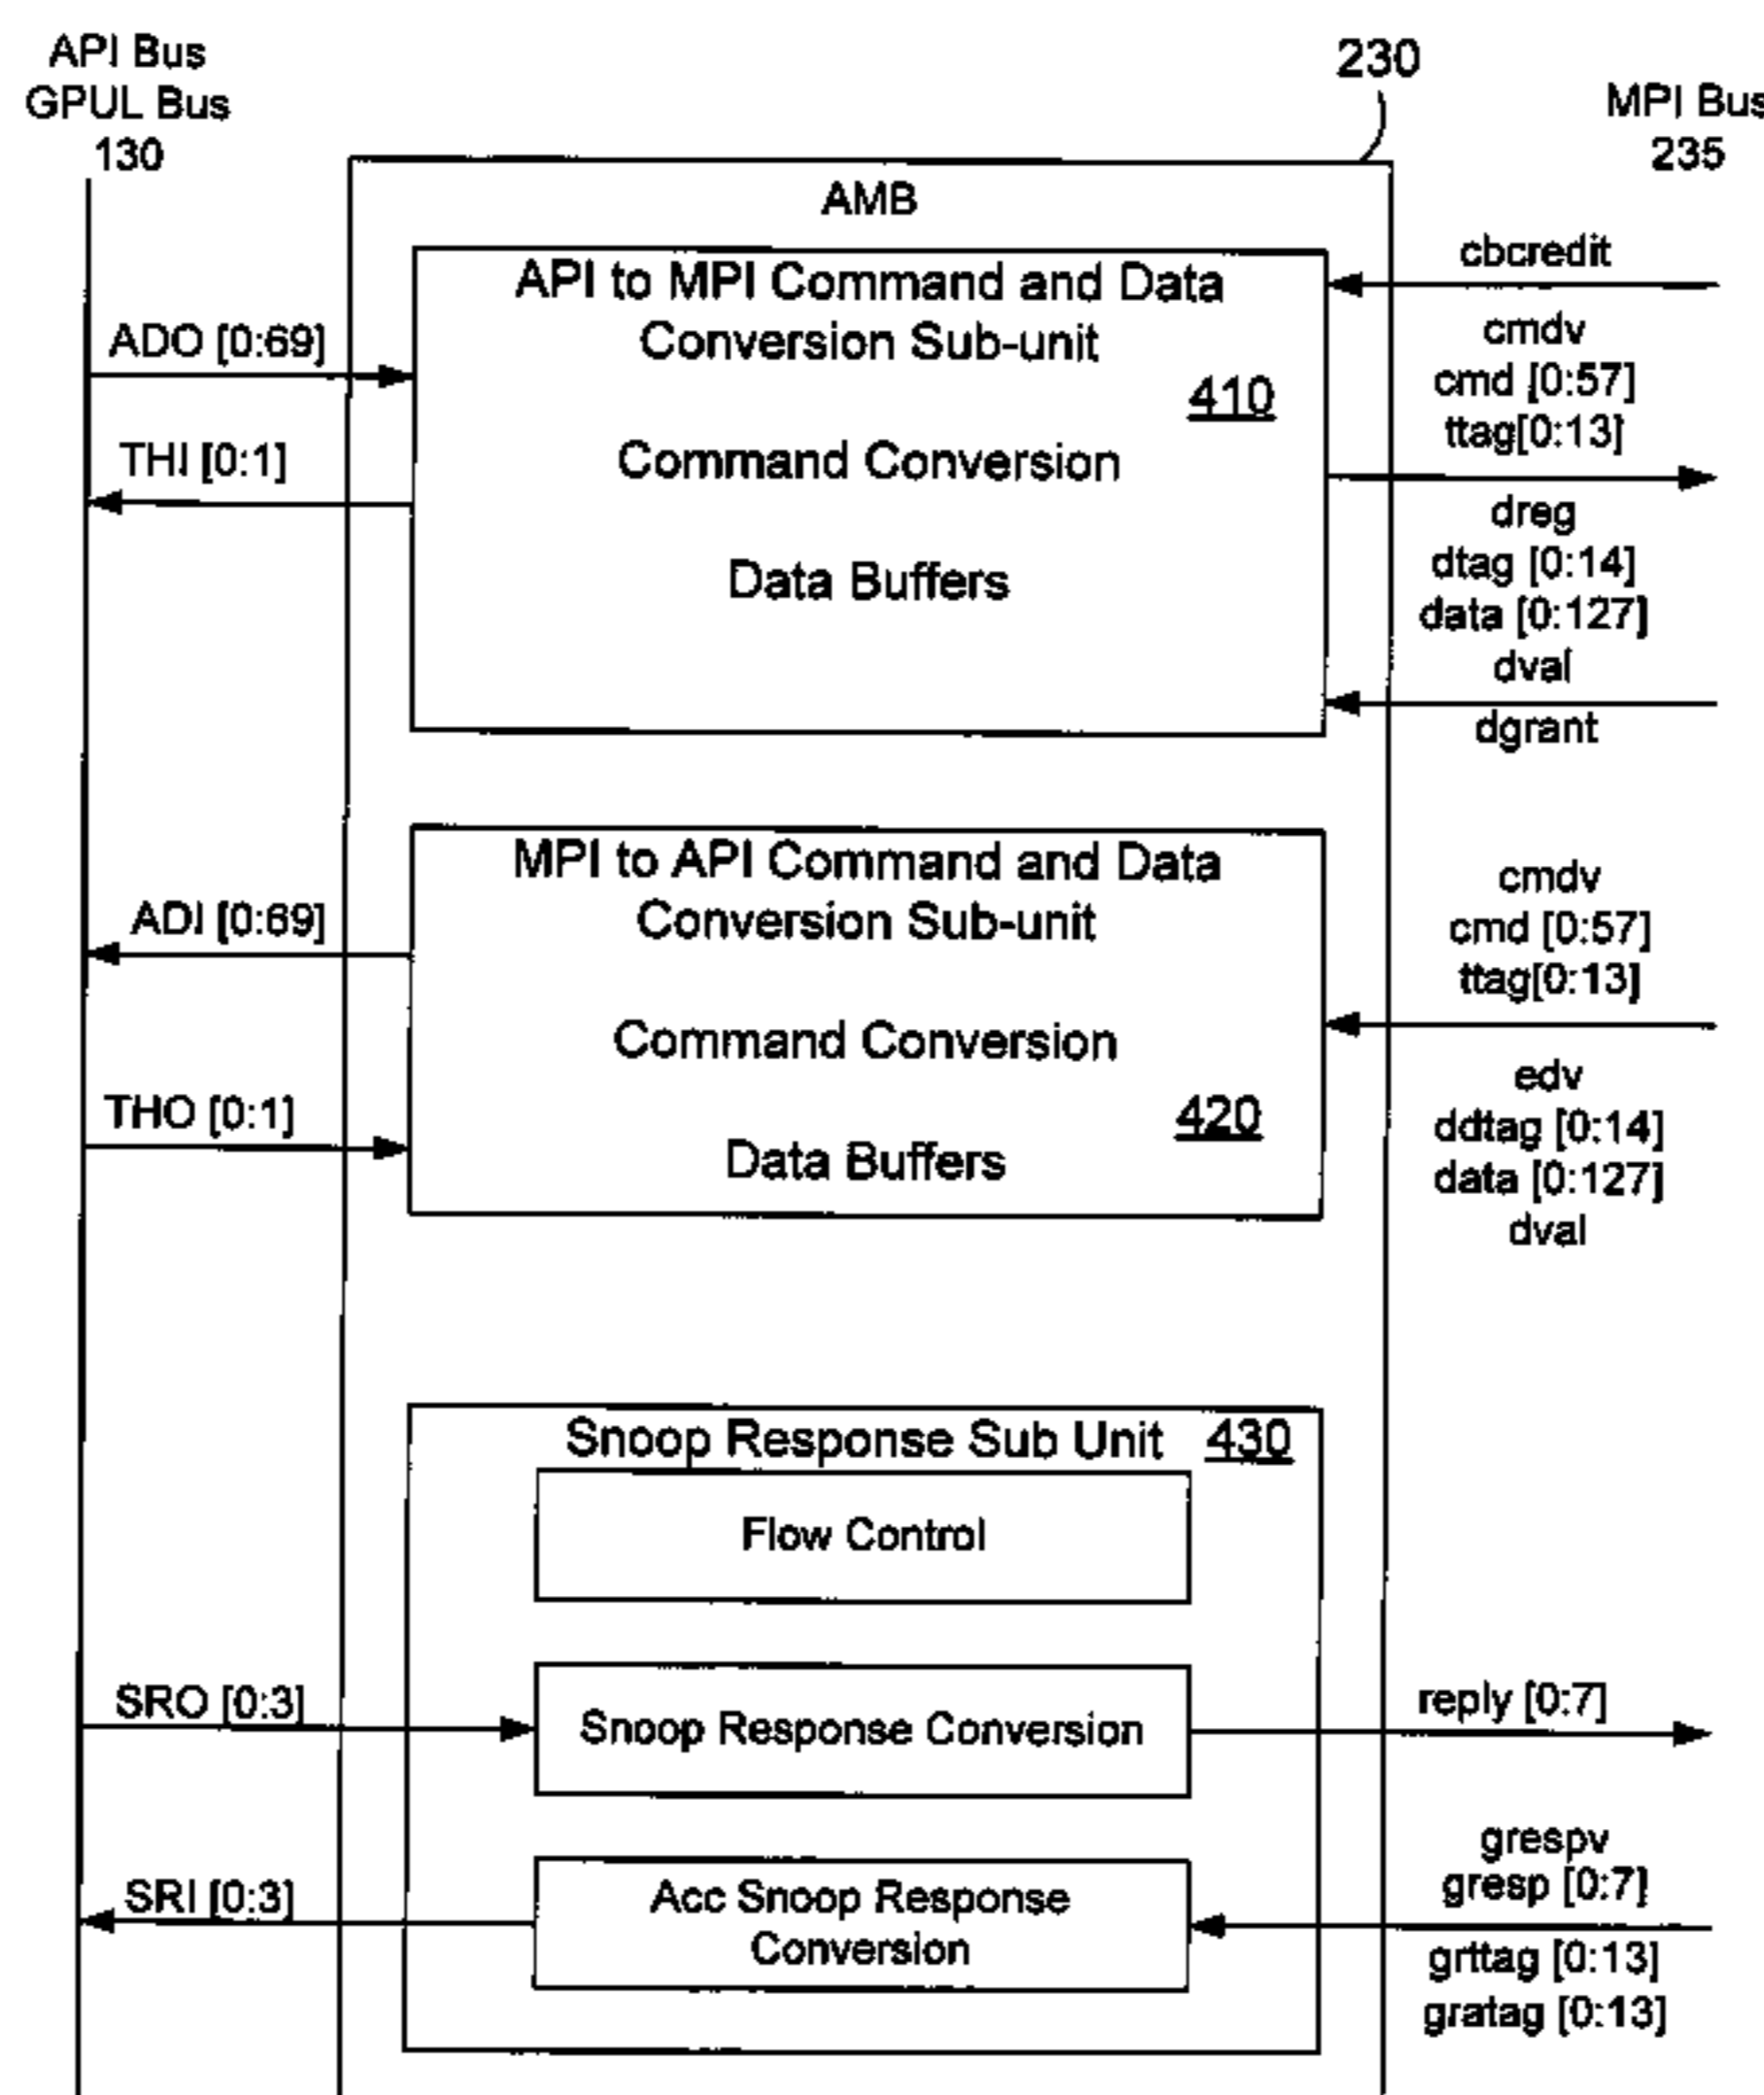 API Bus
GPUL Bus
130
230
MPI Bus
235
AMB
API to MPI Command and Data
Conversion Sub-unit
410
Command Conversion
Data Buffers
ADO [0:69]
THI [0:1]
cbcredit
cmdv
cmd [0:57]
ttag[0:13]
dreg
dtag [0:14]
data [0:127]
dval
dgrant
MPI to API Command and Data
Conversion Sub-unit
Command Conversion
420
Data Buffers
ADI [0:69]
THO [0:1]
cmdv
cmd [0:57]
ttag[0:13]
edv
ddtag [0:14]
data [0:127]
dval
Snoop Response Sub Unit 430
Flow Control
SRO [0:3]
Snoop Response Conversion
reply [0:7]
SRI [0:3]
Acc Snoop Response
Conversion
grespv
gresp [0:7]
grttag [0:13]
gratag [0:13]